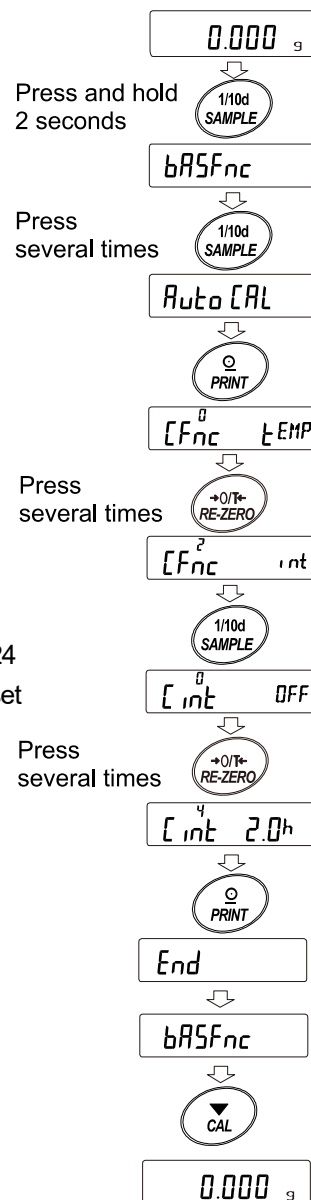 0.000 g
Press and hold
2 seconds
1/10d
SAMPLE
bASFnc
Press
several times
1/10d
SAMPLE
Auto CAL
PRINT
CFnc 0 tEMP
Press
several times
→0/T←
RE-ZERO
CFnc 2 int
1/10d
SAMPLE
24
C int 0 OFF
set
Press
several times
→0/T←
RE-ZERO
C int 4 2.0h
PRINT
End
bASFnc
CAL
0.000 g